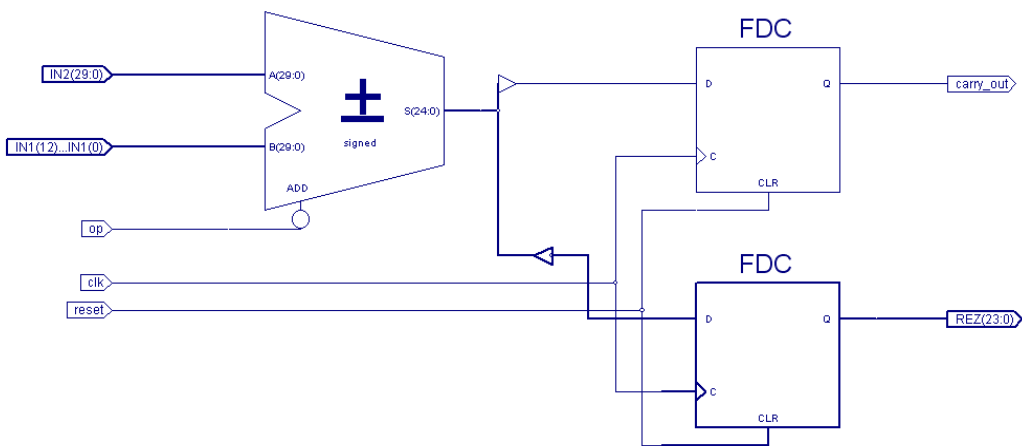 FDC
IN2(29:0)
A(29:0)
D
Q
carry_out
S(24:0)
±
signed
IN1(12)...IN1(0)
B(29:0)
C
ADD
CLR
op
FDC
clk
reset
D
Q
REZ(23:0)
C
CLR